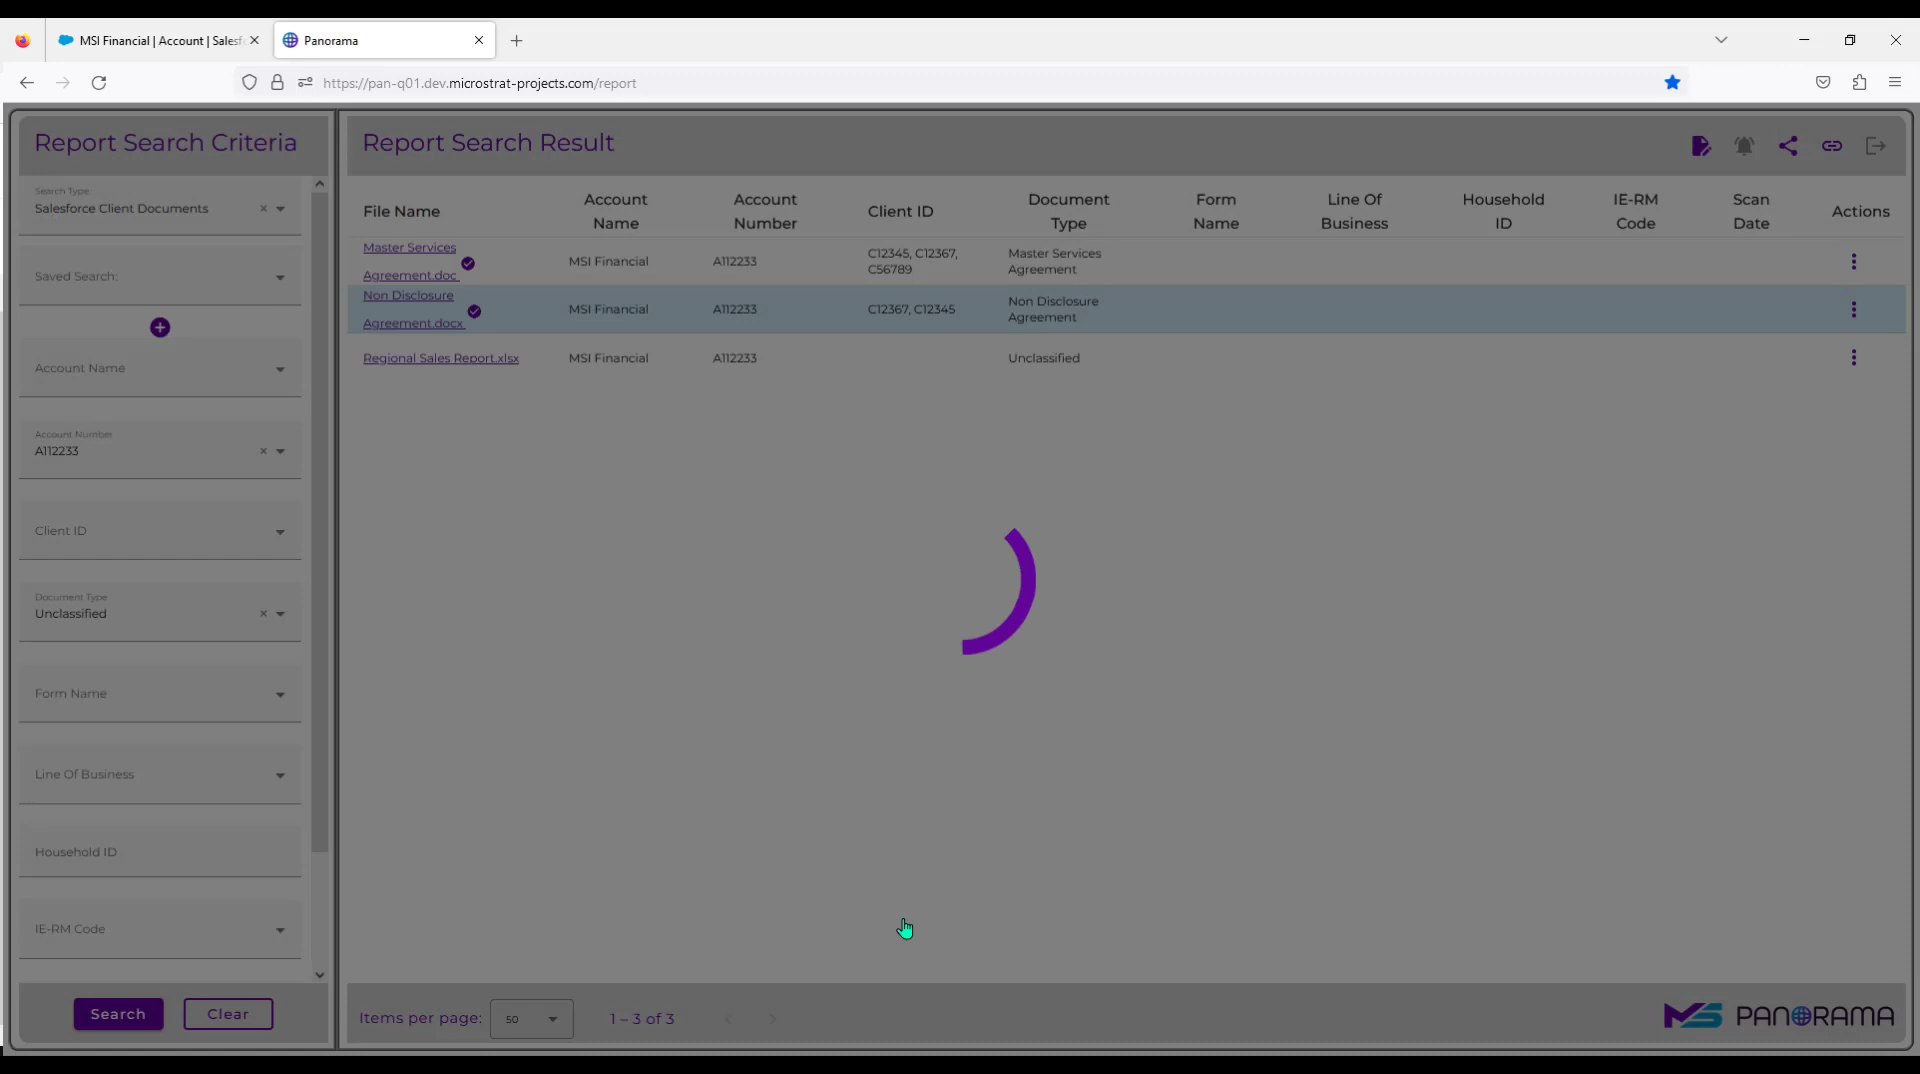 MSI Financial | Account | Salesf
Panorama
https://pan-q01.dev.microstrat-projects.com/report
Report Search Criteria
Search Type
Salesforce Client Documents
Saved Search:
Account Name
Account Number
A112233
Client ID
Document Type
Unclassified
Form Name
Line Of Business
Household ID
IE-RM Code
Search
Clear
Report Search Result
File Name
Account Name
Account Number
Client ID
Document Type
Form Name
Line Of Business
Household ID
IE-RM Code
Scan Date
Actions
Master Services Agreement.doc
MSI Financial
A112233
C12345, C12367, C56789
Master Services Agreement
Non Disclosure Agreement.docx
MSI Financial
A112233
C12367, C12345
Non Disclosure Agreement
Regional Sales Report.xlsx
MSI Financial
A112233
Unclassified
Items per page:
50
1 – 3 of 3
MS PANORAMA